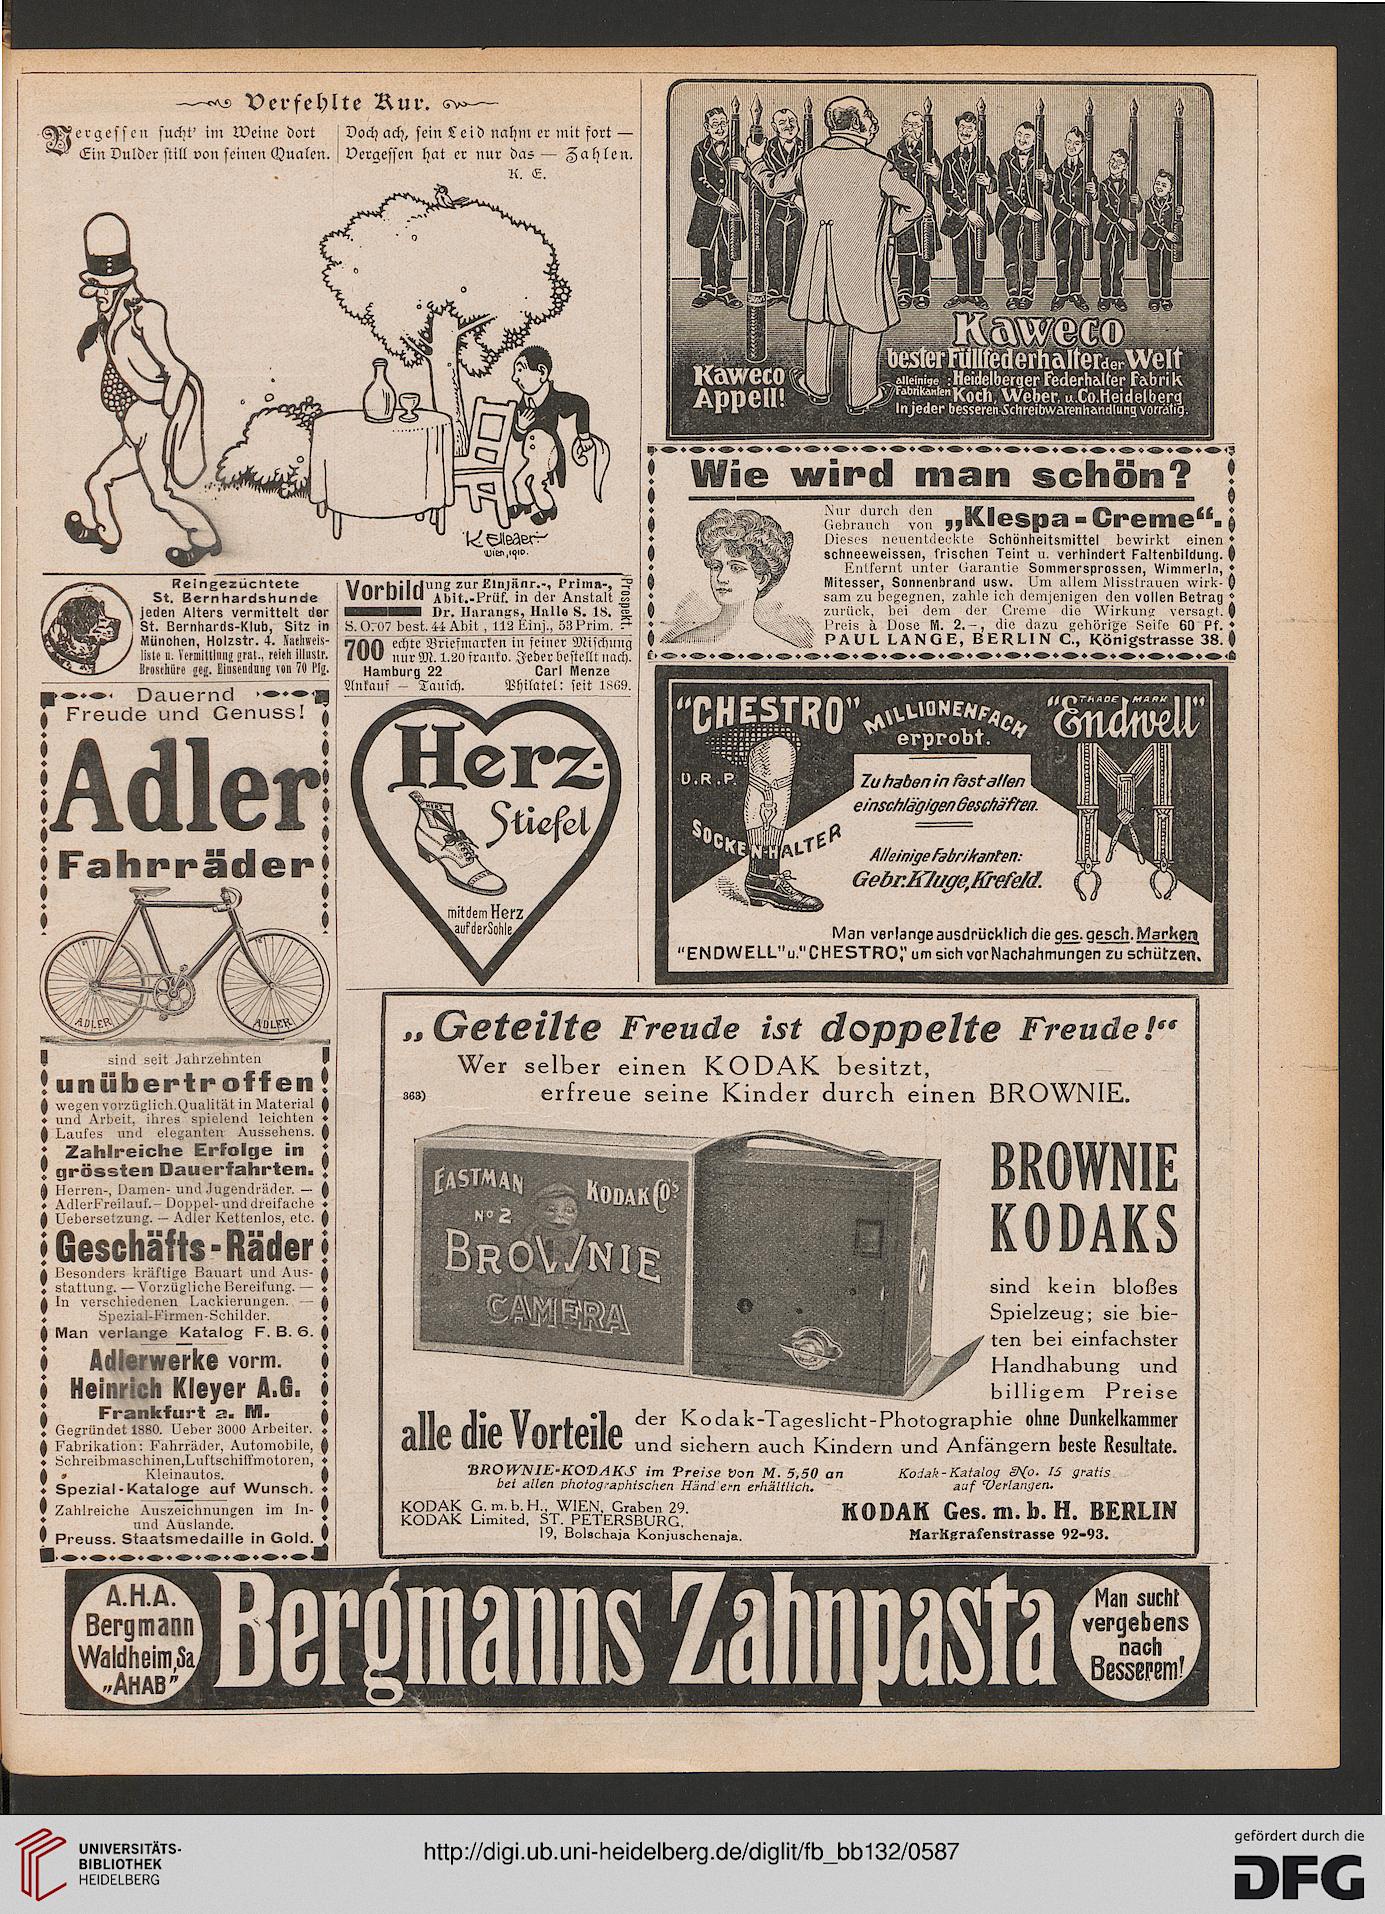 Verfehlte Kur.
Vergessen sucht' im Weine dort
Ein Dulder still von seinen Qualen.
Doch ach, sein Leid nahm er mit fort —
Vergessen hat er nur das — Zahlen.
K. E.
K. Elleder
Wien, 1910.
Kaweco Appell!
Kaweco
bester Füllfederhalter der Welt
alleinige Fabrikanten: Heidelberger Federhalter Fabrik
Koch, Weber, u. Co. Heidelberg
In jeder besseren Schreibwarenhandlung vorrätig.
Wie wird man schön?
Nur durch den Gebrauch von „Klespa-Creme“.
Dieses neuentdeckte Schönheitsmittel bewirkt einen
schneeweissen, frischen Teint u. verhindert Faltenbildung.
Entfernt unter Garantie Sommersprossen, Wimmerln,
Mitesser, Sonnenbrand usw. Um allem Misstrauen wirk-
sam zu begegnen, zahle ich demjenigen den vollen Betrag
zurück, bei dem der Creme die Wirkung versagt.
Preis à Dose M. 2.–, die dazu gehörige Seife 60 Pf.
PAUL LANGE, BERLIN C., Königstrasse 38.
Reingezüchtete
St. Bernhardshunde
jeden Alters vermittelt der
St. Bernhards-Klub, Sitz in
München, Holzstr. 4. Nachweis-
liste u. Vermittlung grat., reich illustr.
Broschüre geg. Einsendung von 70 Pfg.
Vorbildung zur Einjähr.-, Prima-,
Abit.-Prüf. in der Anstalt
Dr. Harangs, Halle S. 18.
S. O. 07 best. 44 Abit., 112 Einj., 53 Prim.
Prospekt.
700 echte Briefmarken in feiner Mischung
nur M. 1.20 franko. Jeder bestellt nach.
Hamburg 22 Carl Menze
Ankauf — Tausch. Philatel: seit 1869.
Dauernd
Freude und Genuss!
Adler
Fahrräder
ADLER ADLER
sind seit Jahrzehnten
unübertroffen
wegen vorzüglich. Qualität in Material
und Arbeit, ihres spielend leichten
Laufes und eleganten Aussehens.
Zahlreiche Erfolge in
grössten Dauerfahrten.
Herren-, Damen- und Jugendräder. —
Adler Freilauf. – Doppel- und dreifache
Uebersetzung. — Adler Kettenlos, etc.
Geschäfts-Räder
Besonders kräftige Bauart und Aus-
stattung. — Vorzügliche Bereifung. —
In verschiedenen Lackierungen. —
Spezial-Firmen-Schilder.
Man verlange Katalog F. B. 6.
Adlerwerke vorm.
Heinrich Kleyer A.G.
Frankfurt a. M.
Gegründet 1880. Ueber 3000 Arbeiter.
Fabrikation: Fahrräder, Automobile,
Schreibmaschinen, Luftschiffmotoren,
Kleinautos.
Spezial-Kataloge auf Wunsch.
Zahlreiche Auszeichnungen im In-
und Auslande.
Preuss. Staatsmedaille in Gold.
Herz-
Stiefel
HERZ
mit dem Herz
auf der Sohle
"CHESTRO"
MILLIONENFACH
erprobt.
TRADE MARK
"Endwell"
D.R.P.
SOCKENHALTER
Zu haben in fast allen
einschlägigen Geschäften.
Alleinige Fabrikanten:
Gebr. Kluge, Krefeld.
Man verlange ausdrücklich die ges. gesch. Marken
"ENDWELL" u. "CHESTRO", um sich vor Nachahmungen zu schützen.
„Geteilte Freude ist doppelte Freude!“
Wer selber einen KODAK besitzt,
363) erfreue seine Kinder durch einen BROWNIE.
EASTMAN KODAK CO'S
No 2
BROWNIE
CAMERA
BROWNIE
KODAKS
sind kein bloßes
Spielzeug; sie bie-
ten bei einfachster
Handhabung und
billigem Preise
alle die Vorteile der Kodak-Tageslicht-Photographie ohne Dunkelkammer
und sichern auch Kindern und Anfängern beste Resultate.
BROWNIE-KODAKS im Preise von M. 5,50 an
bei allen photographischen Händlern erhältlich.
Kodak-Katalog No. 15 gratis
auf Verlangen.
KODAK G. m. b. H., WIEN, Graben 29.
KODAK Limited, ST. PETERSBURG,
19, Bolschaja Konjuschenaja.
KODAK Ges. m. b. H. BERLIN
Markgrafenstrasse 92-93.
A.H.A.
Bergmann
Waldheim, Sa
„AHAB“
Bergmanns Zahnpasta
Man sucht
vergebens
nach
Besserem!
UNIVERSITÄTS-
BIBLIOTHEK
HEIDELBERG
http://digi.ub.uni-heidelberg.de/diglit/fb_bb132/0587
gefördert durch die
DFG